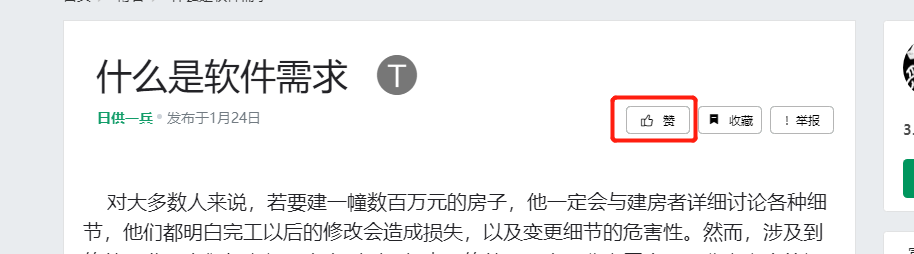 什么是软件需求 T
日供一兵 • 发布于1月24日
赞 收藏 ! 举报
对大多数人来说，若要建一幢数百万元的房子，他一定会与建房者详细讨论各种细
节，他们都明白完工以后的修改会造成损失，以及变更细节的危害性。然而，涉及到